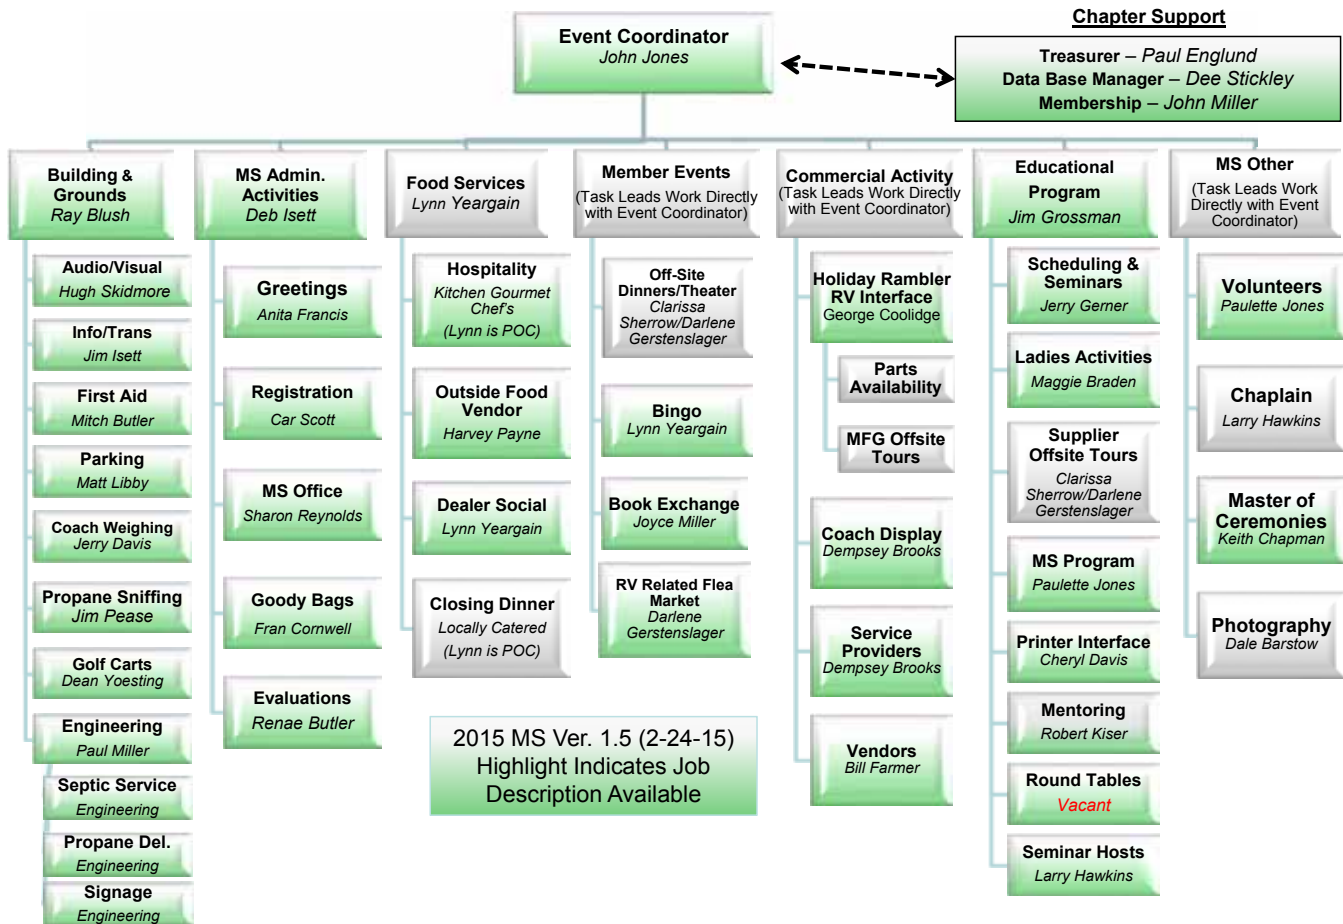 Chapter Support
Event Coordinator
John Jones
Treasurer – Paul Englund
Data Base Manager – Dee Stickley
Membership – John Miller
Building &
Grounds
Ray Blush
Audio/Visual
Hugh Skidmore
Info/Trans
Jim Isett
First Aid
Mitch Butler
Parking
Matt Libby
Coach Weighing
Jerry Davis
Propane Sniffing
Jim Pease
Golf Carts
Dean Yoesting
Engineering
Paul Miller
Septic Service
Engineering
Propane Del.
Engineering
Signage
Engineering
MS Admin.
Activities
Deb Isett
Greetings
Anita Francis
Registration
Car Scott
MS Office
Sharon Reynolds
Goody Bags
Fran Cornwell
Evaluations
Renae Butler
Food Services
Lynn Yeargain
Hospitality
Kitchen Gourmet
Chef's
(Lynn is POC)
Outside Food
Vendor
Harvey Payne
Dealer Social
Lynn Yeargain
Closing Dinner
Locally Catered
(Lynn is POC)
Member Events
(Task Leads Work Directly
with Event Coordinator)
Off-Site
Dinners/Theater
Clarissa
Sherrow/Darlene
Gerstenslager
Bingo
Lynn Yeargain
Book Exchange
Joyce Miller
RV Related Flea
Market
Darlene
Gerstenslager
Commercial Activity
(Task Leads Work Directly
with Event Coordinator)
Holiday Rambler
RV Interface
George Coolidge
Parts
Availability
MFG Offsite
Tours
Coach Display
Dempsey Brooks
Service
Providers
Dempsey Brooks
Vendors
Bill Farmer
Educational
Program
Jim Grossman
Scheduling &
Seminars
Jerry Gerner
Ladies Activities
Maggie Braden
Supplier
Offsite Tours
Clarissa
Sherrow/Darlene
Gerstenslager
MS Program
Paulette Jones
Printer Interface
Cheryl Davis
Mentoring
Robert Kiser
Round Tables
Vacant
Seminar Hosts
Larry Hawkins
MS Other
(Task Leads Work
Directly with Event
Coordinator)
Volunteers
Paulette Jones
Chaplain
Larry Hawkins
Master of
Ceremonies
Keith Chapman
Photography
Dale Barstow
2015 MS Ver. 1.5 (2-24-15)
Highlight Indicates Job
Description Available